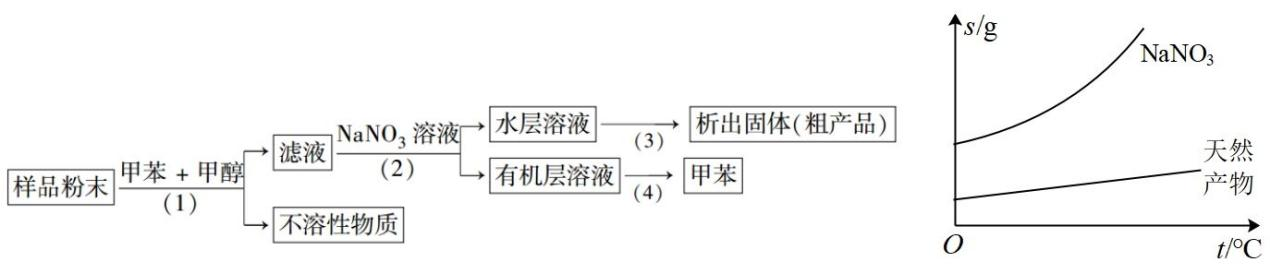 样品粉末
甲苯 + 甲醇
(1)
滤液
不溶性物质
NaNO₃ 溶液
(2)
水层溶液
(3)
析出固体(粗产品)
有机层溶液
(4)
甲苯
s/g
NaNO₃
天然
产物
O
t/°C